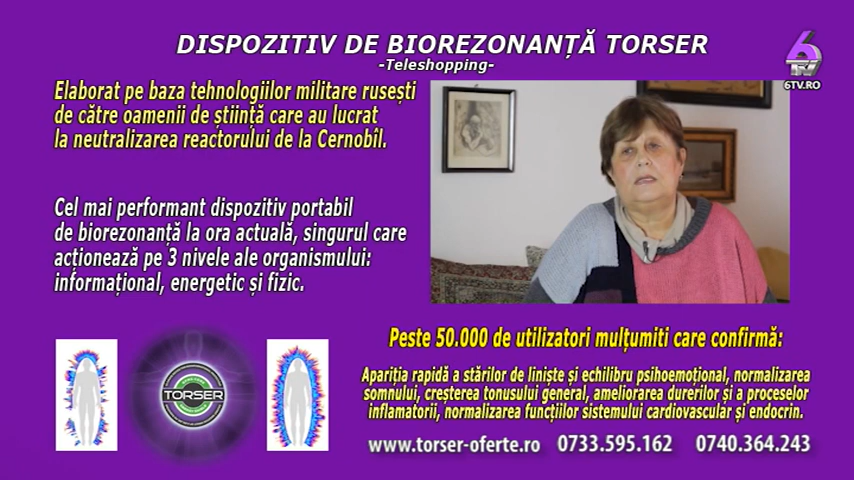 DISPOZITIV DE BIOREZONANȚĂ TORSER
-Teleshopping-
6
TV
6TV.RO
Elaborat pe baza tehnologiilor militare rusești
de către oamenii de știință care au lucrat
la neutralizarea reactorului de la Cernobîl.
Cel mai performant dispozitiv portabil
de biorezonanță la ora actuală, singurul care
acționează pe 3 nivele ale organismului:
informațional, energetic și fizic.
TORSER
Peste 50.000 de utilizatori mulțumiti care confirmă:
Apariția rapidă a stărilor de liniște și echilibru psihoemoțional, normalizarea
somnului, creșterea tonusului general, ameliorarea durerilor și a proceselor
inflamatorii, normalizarea funcțiilor sistemului cardiovascular și endocrin.
www.torser-oferte.ro 0733.595.162 0740.364.243